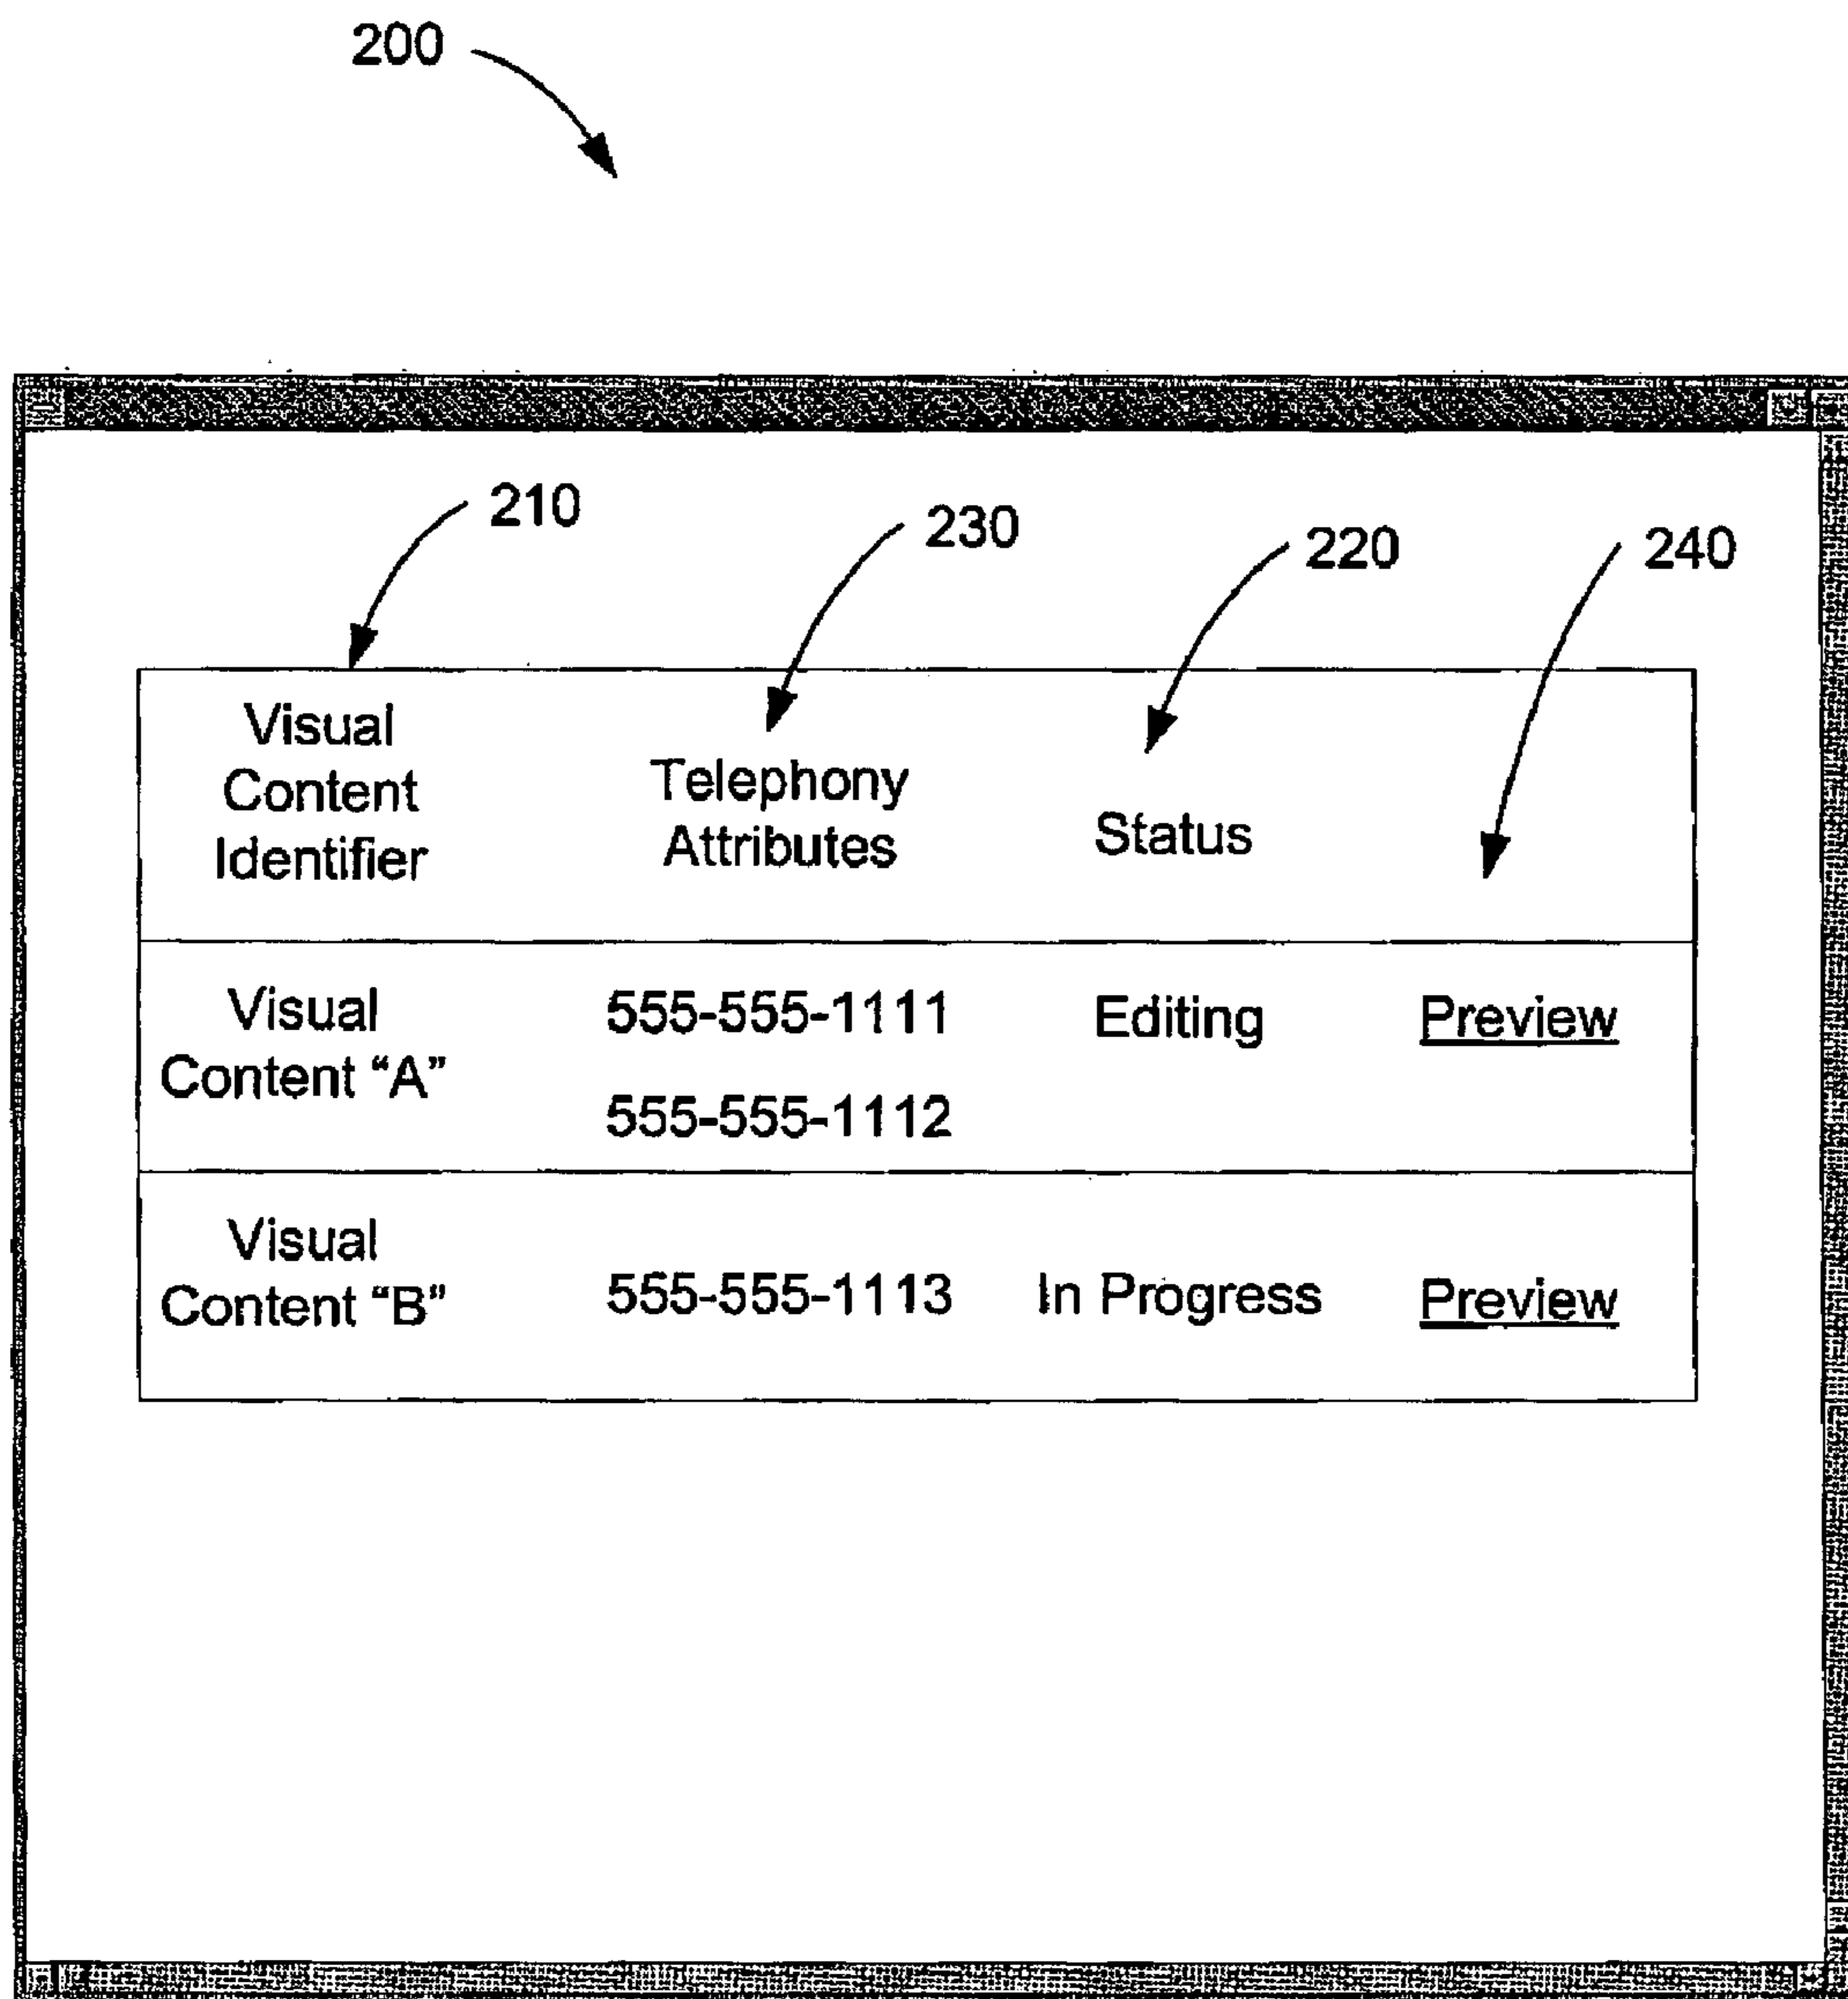 200
210
230
220
240
Visual
Content
Identifier
Telephony
Attributes
Status
Visual
Content “A”
555-555-1111
555-555-1112
Editing
Preview
Visual
Content “B”
555-555-1113
In Progress
Preview